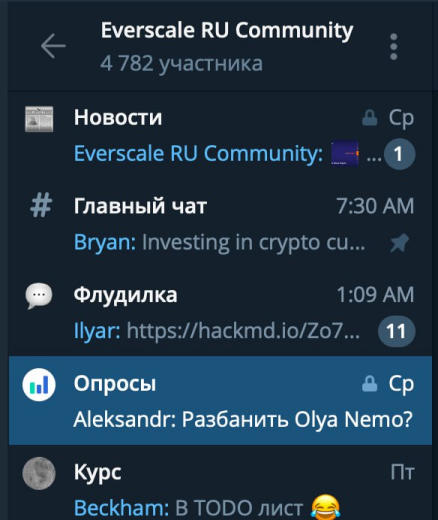 Everscale RU Community
4 782 участника
Новости Ср
Everscale RU Community: ... 1
# Главный чат 7:30 AM
Bryan: Investing in crypto cu...
Флудилка 1:09 AM
Ilyar: https://hackmd.io/Zo7... 11
Опросы Ср
Aleksandr: Разбанить Olya Nemo?
Курс Пт
Beckham: В TODO лист 😂